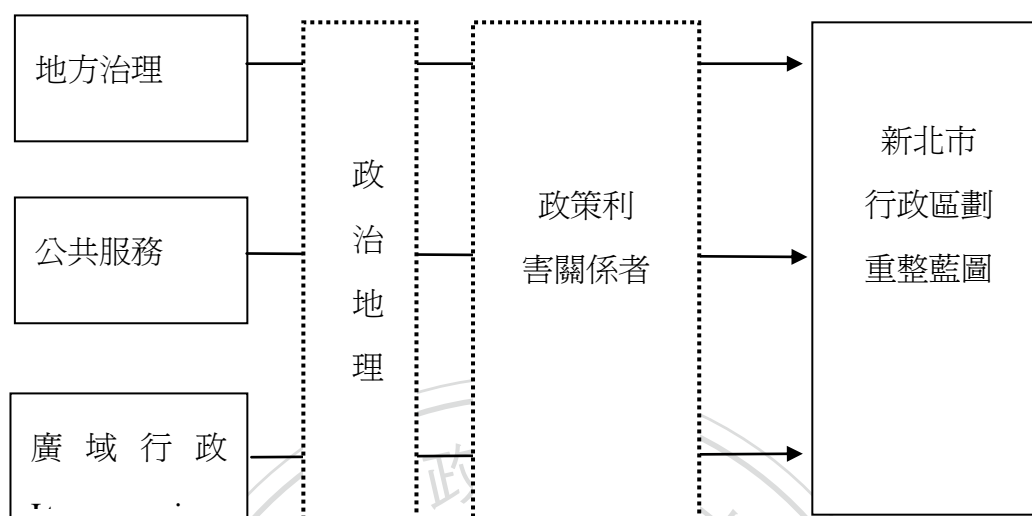 地方治理
公共服務
廣域行政
政
治
地
理
政策利
害關係者
新北市
行政區劃
重整藍圖
政